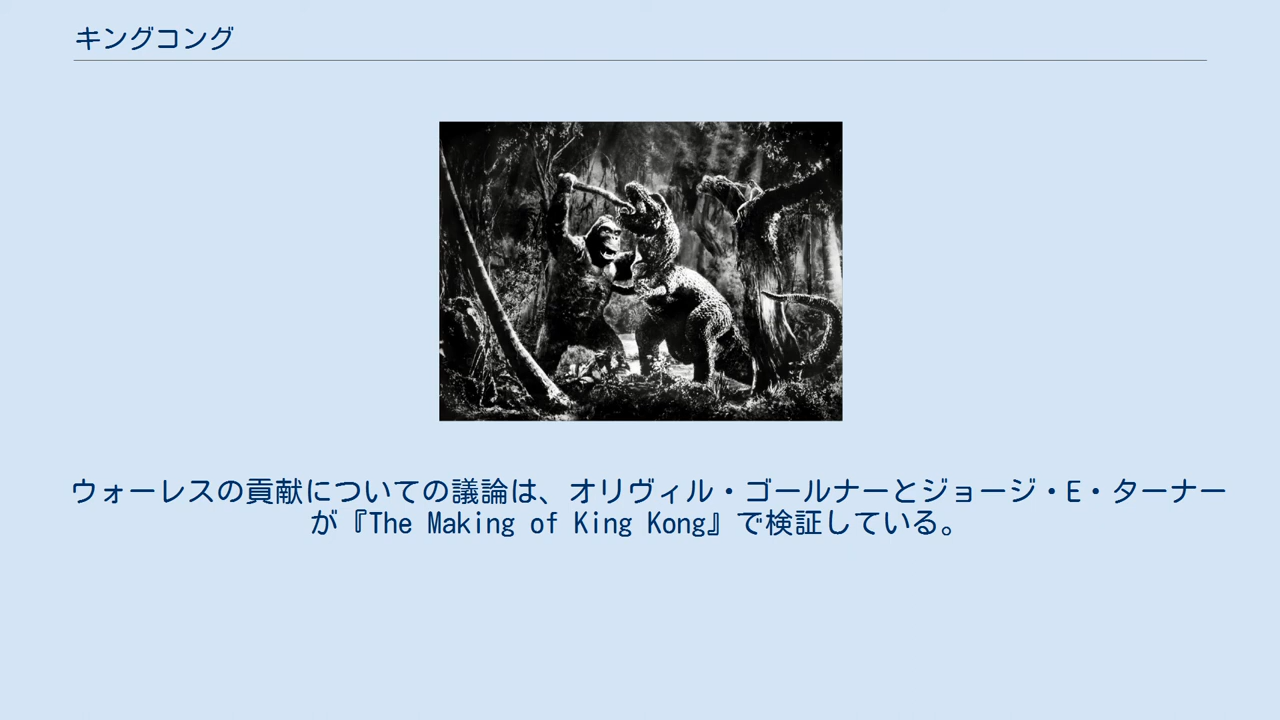 キングコング
ウォーレスの貢献についての議論は、オリヴィル・ゴールナーとジョージ・E・ターナー
が『The Making of King Kong』で検証している。